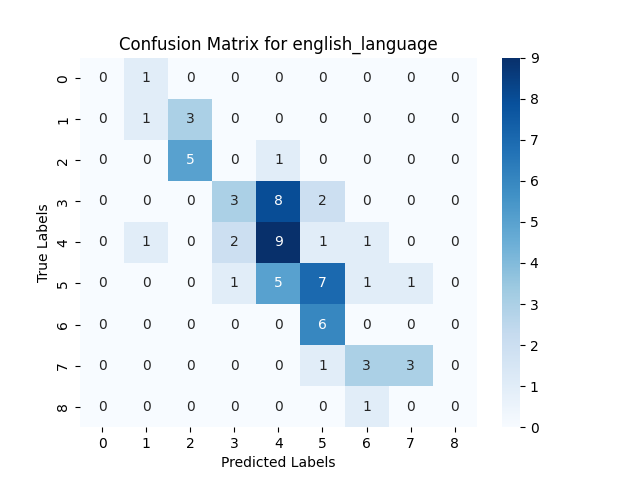 Confusion Matrix for english_language
True Labels
0 0 1 0 0 0 0 0 0 0
1 0 1 3 0 0 0 0 0 0
2 0 0 5 0 1 0 0 0 0
3 0 0 0 3 8 2 0 0 0
4 0 1 0 2 9 1 1 0 0
5 0 0 0 1 5 7 1 1 0
6 0 0 0 0 0 6 0 0 0
7 0 0 0 0 0 1 3 3 0
8 0 0 0 0 0 0 1 0 0
0 1 2 3 4 5 6 7 8
Predicted Labels
9
8
7
6
5
4
3
2
1
0